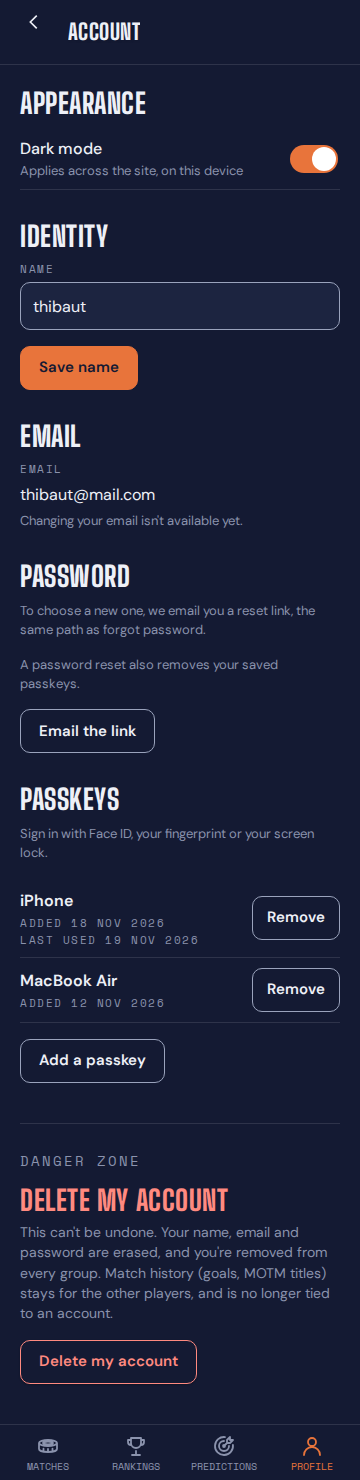 ACCOUNT
APPEARANCE
Dark mode
Applies across the site, on this device
IDENTITY
NAME
thibaut
Save name
EMAIL
EMAIL
thibaut@mail.com
Changing your email isn't available yet.
PASSWORD
To choose a new one, we email you a reset link, the
same path as forgot password.
A password reset also removes your saved
passkeys.
Email the link
PASSKEYS
Sign in with Face ID, your fingerprint or your screen
lock.
iPhone
ADDED 18 NOV 2026
LAST USED 19 NOV 2026
Remove
MacBook Air
ADDED 12 NOV 2026
Remove
Add a passkey
DANGER ZONE
DELETE MY ACCOUNT
This can't be undone. Your name, email and
password are erased, and you're removed from
every group. Match history (goals, MOTM titles)
stays for the other players, and is no longer tied
to an account.
Delete my account
MATCHES
RANKINGS
PREDICTIONS
PROFILE